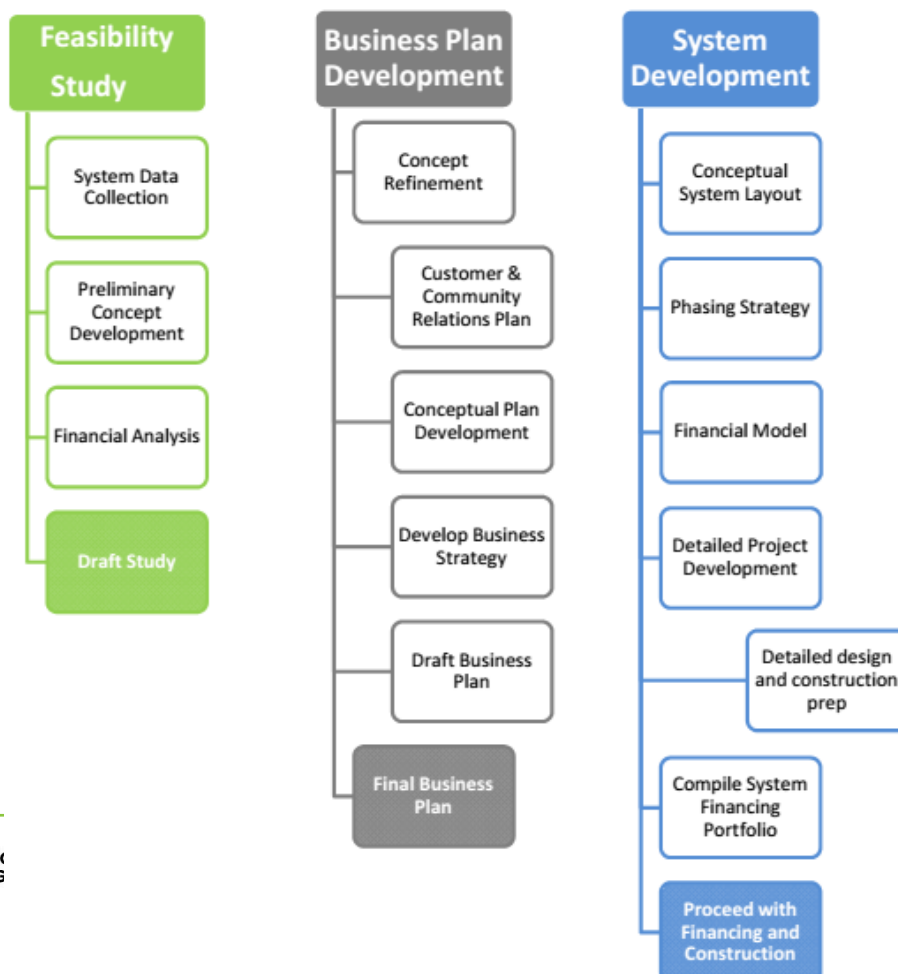 Feasibility
Study
System Data
Collection
Preliminary
Concept
Development
Financial Analysis
Draft Study
Business Plan
Development
Concept
Refinement
Customer &
Community
Relations Plan
Conceptual Plan
Development
Develop Business
Strategy
Draft Business
Plan
Final Business
Plan
System
Development
Conceptual
System Layout
Phasing Strategy
Financial Model
Detailed Project
Development
Detailed design
and construction
prep
Compile System
Financing
Portfolio
Proceed with
Financing and
Construction